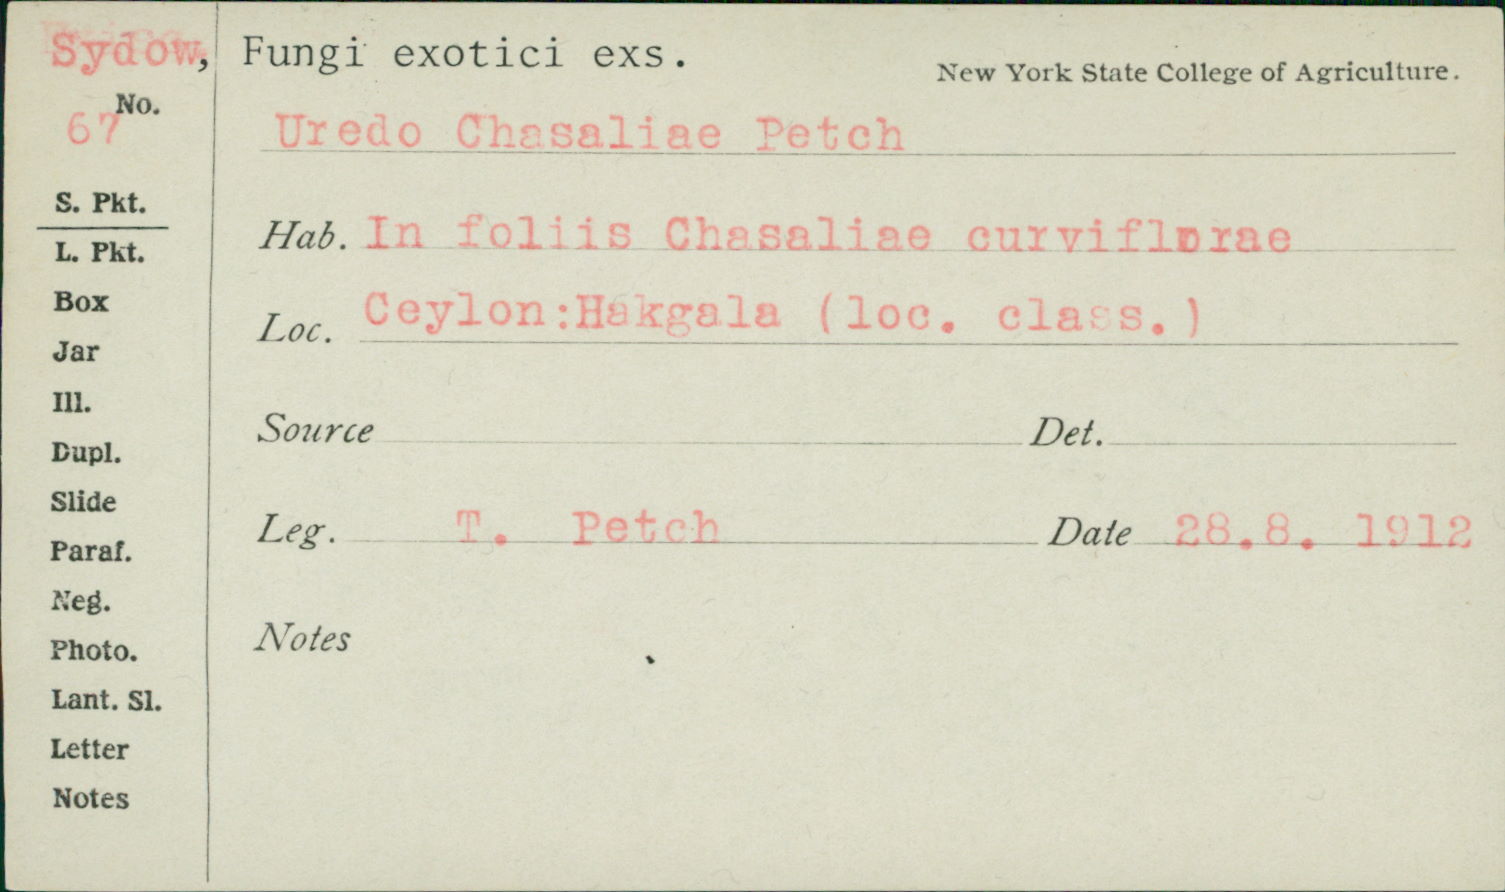 Sydow, Fungi exotici exs.
New York State College of Agriculture.
No.
67
Uredo Chasaliae Petch
S. Pkt.
Hab. In foliis Chasaliae curviflorae
L. Pkt.
Box
Loc. Ceylon:Hakgala (loc. class.)
Jar
Ill.
Source Det.
Dupl.
Slide
Leg. T. Petch Date 28.8. 1912
Paraf.
Neg.
Notes
Photo.
Lant. Sl.
Letter
Notes